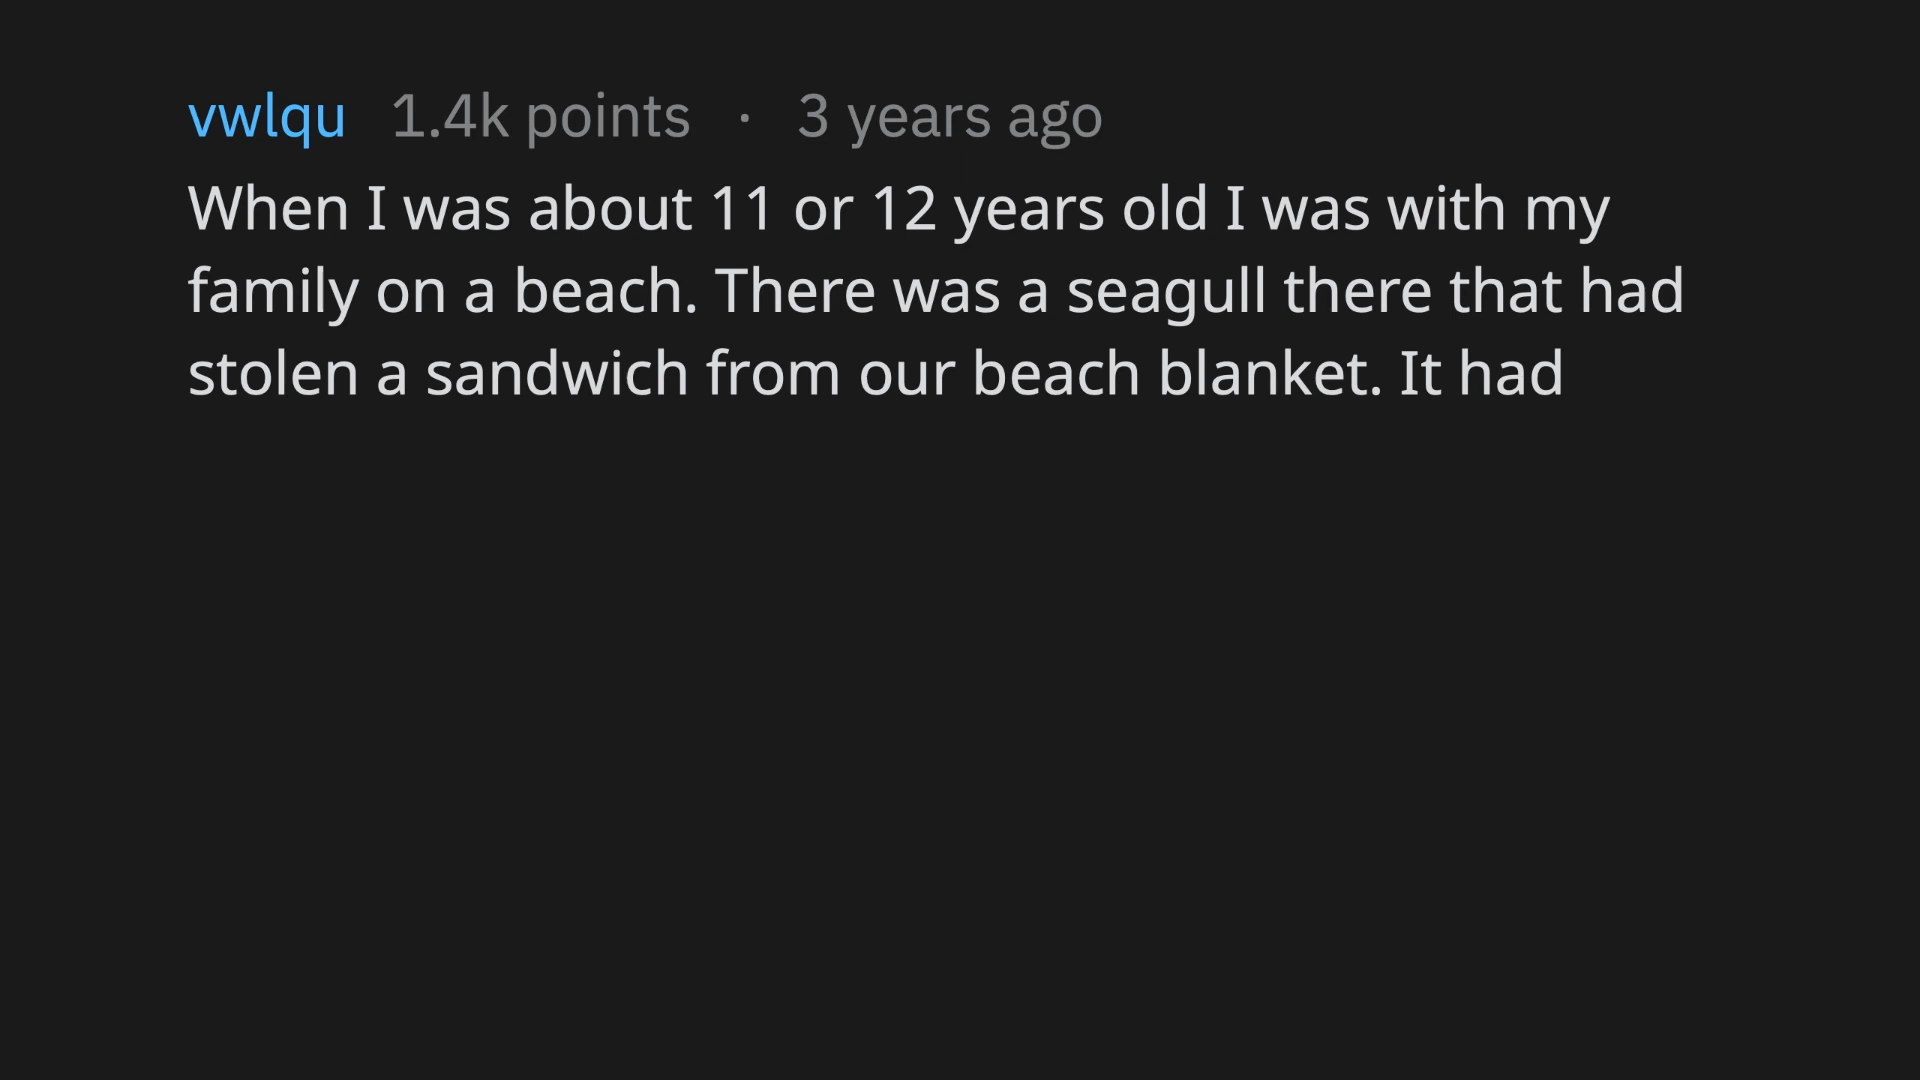 vwlqu 1.4k points · 3 years ago
When I was about 11 or 12 years old I was with my
family on a beach. There was a seagull there that had
stolen a sandwich from our beach blanket. It had